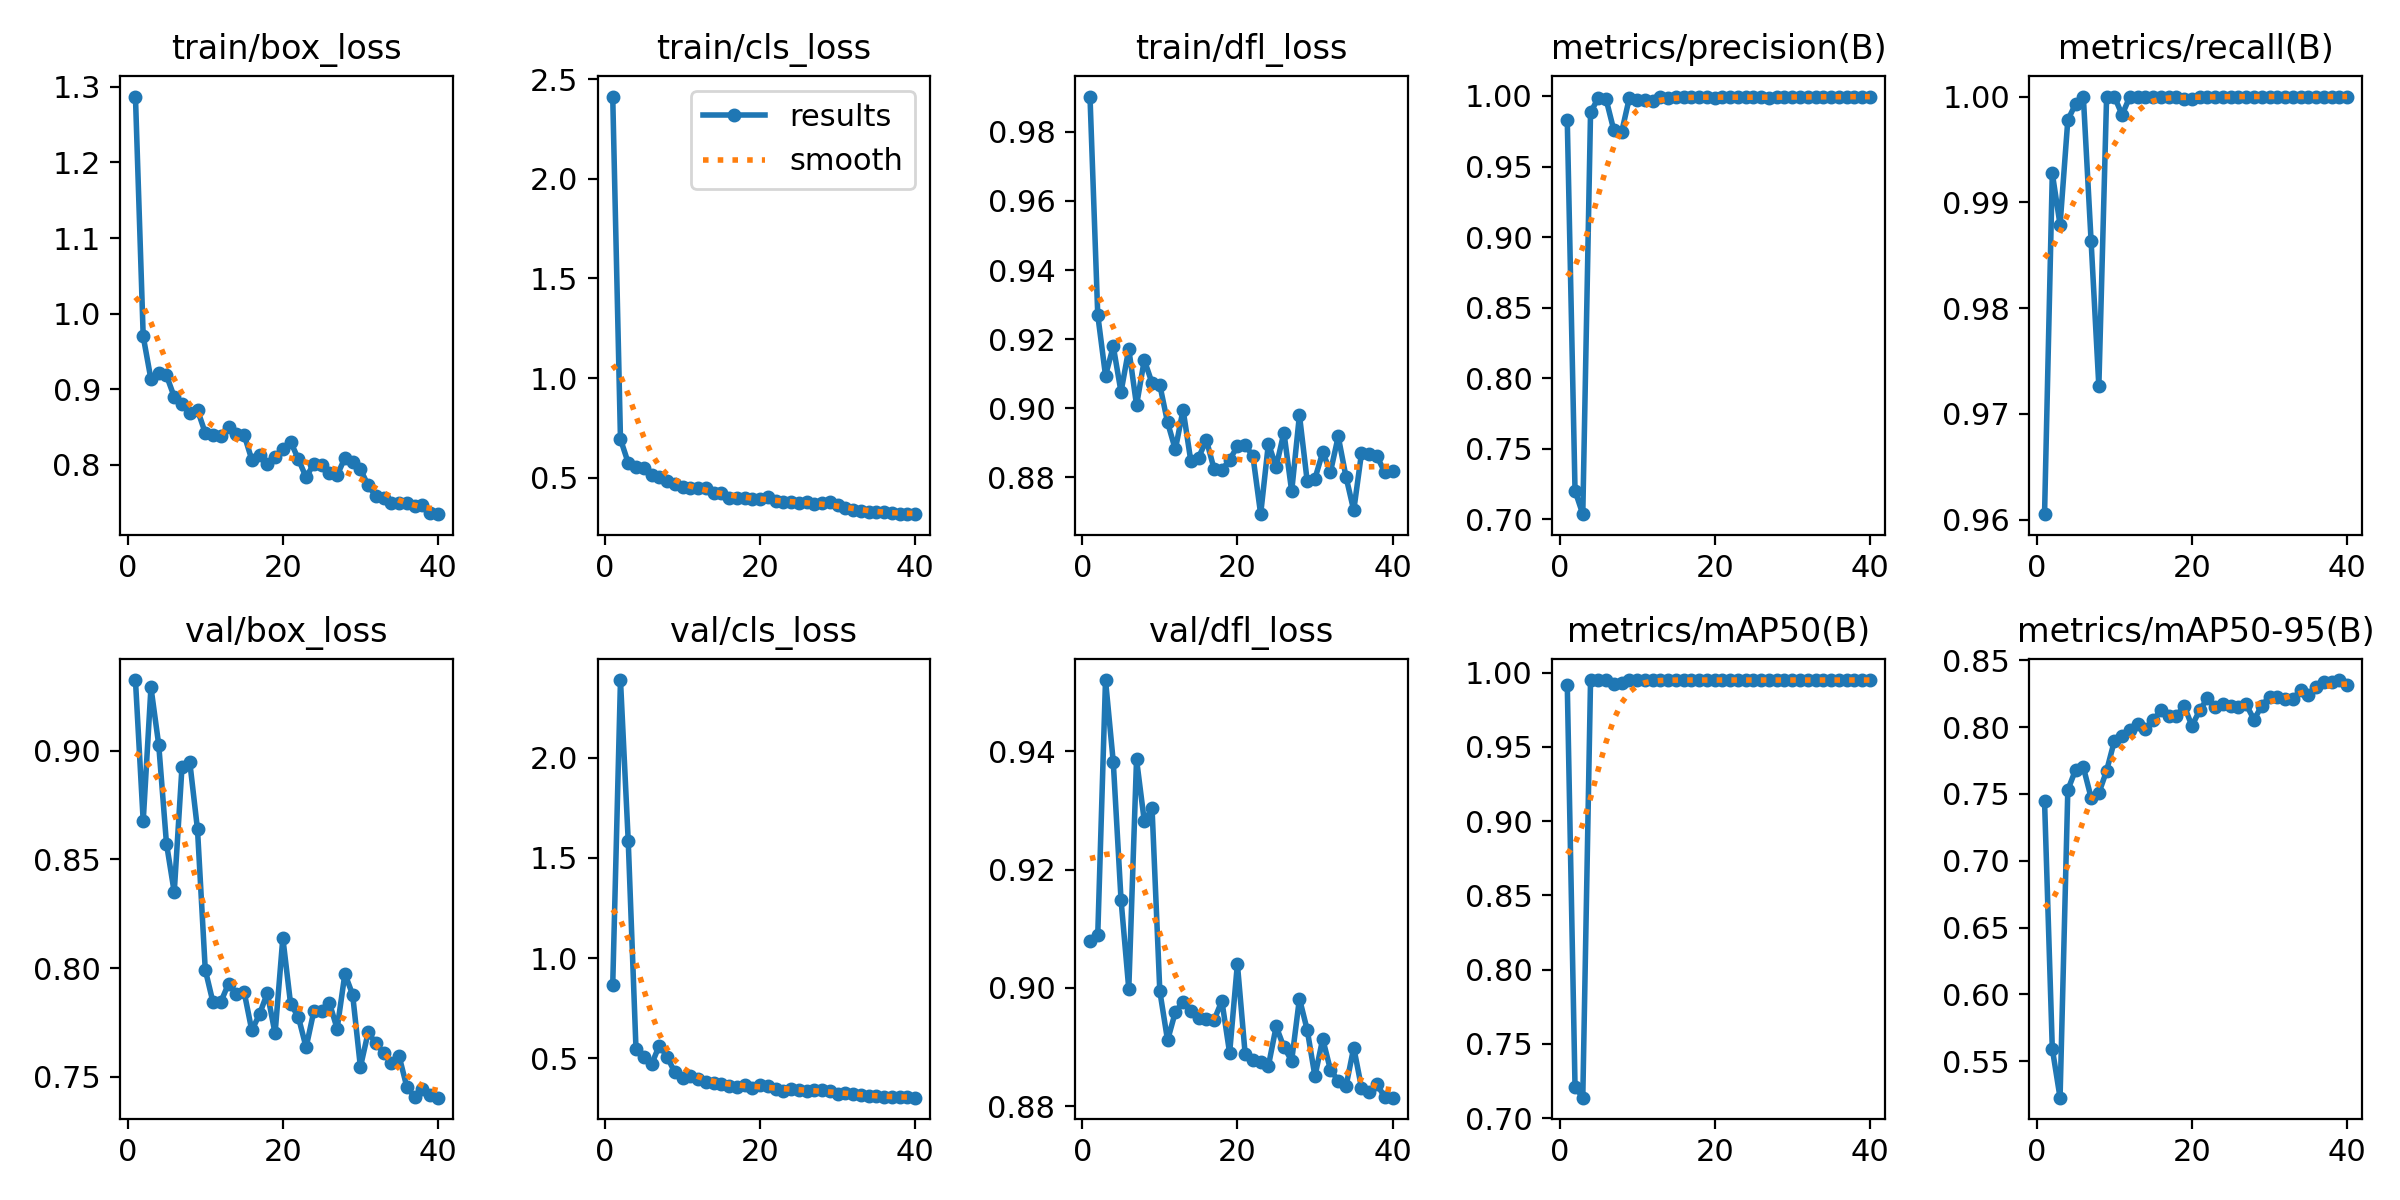 train/box_loss
1.3
1.2
1.1
1.0
0.9
0.8
0 20 40
train/cls_loss
results
smooth
2.5
2.0
1.5
1.0
0.5
0 20 40
train/dfl_loss
0.98
0.96
0.94
0.92
0.90
0.88
0 20 40
metrics/precision(B)
1.00
0.95
0.90
0.85
0.80
0.75
0.70
0 20 40
metrics/recall(B)
1.00
0.99
0.98
0.97
0.96
0 20 40
val/box_loss
0.90
0.85
0.80
0.75
0 20 40
val/cls_loss
2.0
1.5
1.0
0.5
0 20 40
val/dfl_loss
0.94
0.92
0.90
0.88
0 20 40
metrics/mAP50(B)
1.00
0.95
0.90
0.85
0.80
0.75
0.70
0 20 40
metrics/mAP50-95(B)
0.85
0.80
0.75
0.70
0.65
0.60
0.55
0 20 40